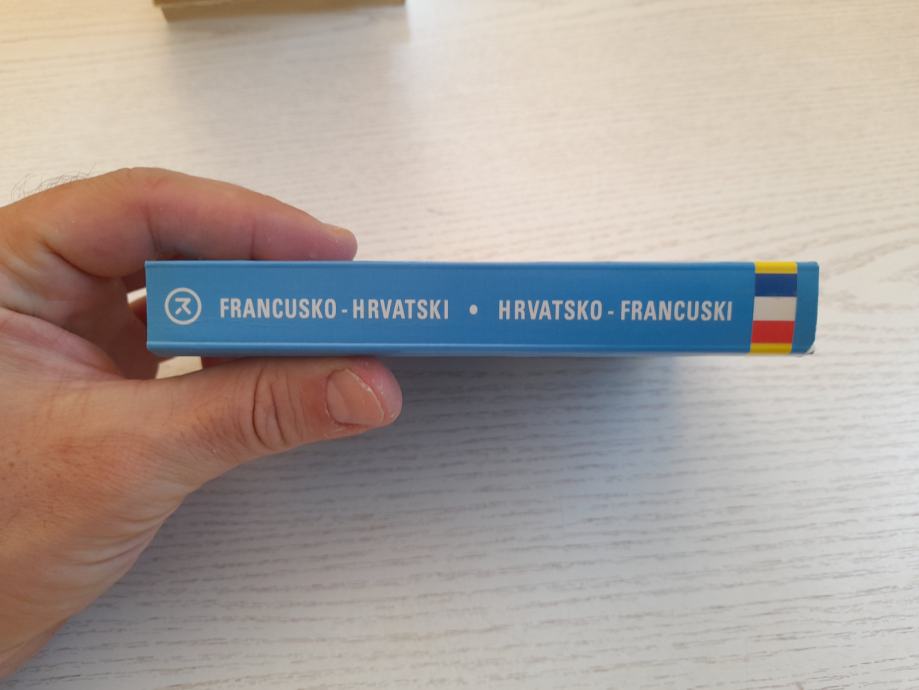 FRANCUSKO - HRVATSKI • HRVATSKO - FRANCUSKI